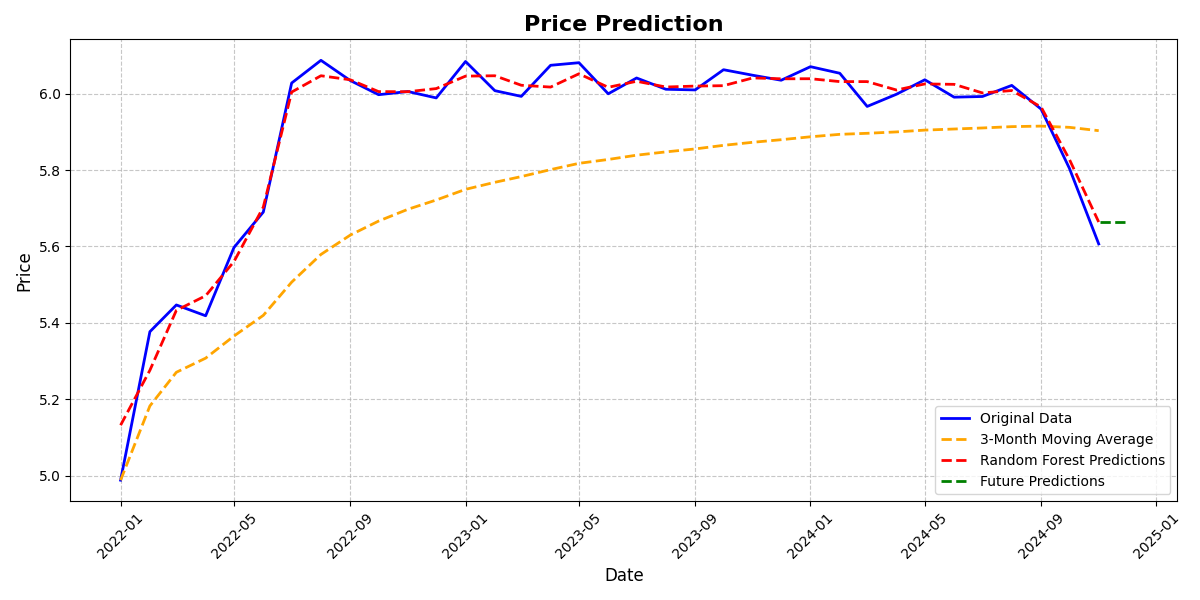 Price Prediction
Price
6.0
5.8
5.6
5.4
5.2
5.0
Original Data
3-Month Moving Average
Random Forest Predictions
Future Predictions
2022-01
2022-05
2022-09
2023-01
2023-05
2023-09
2024-01
2024-05
2024-09
2025-01
Date